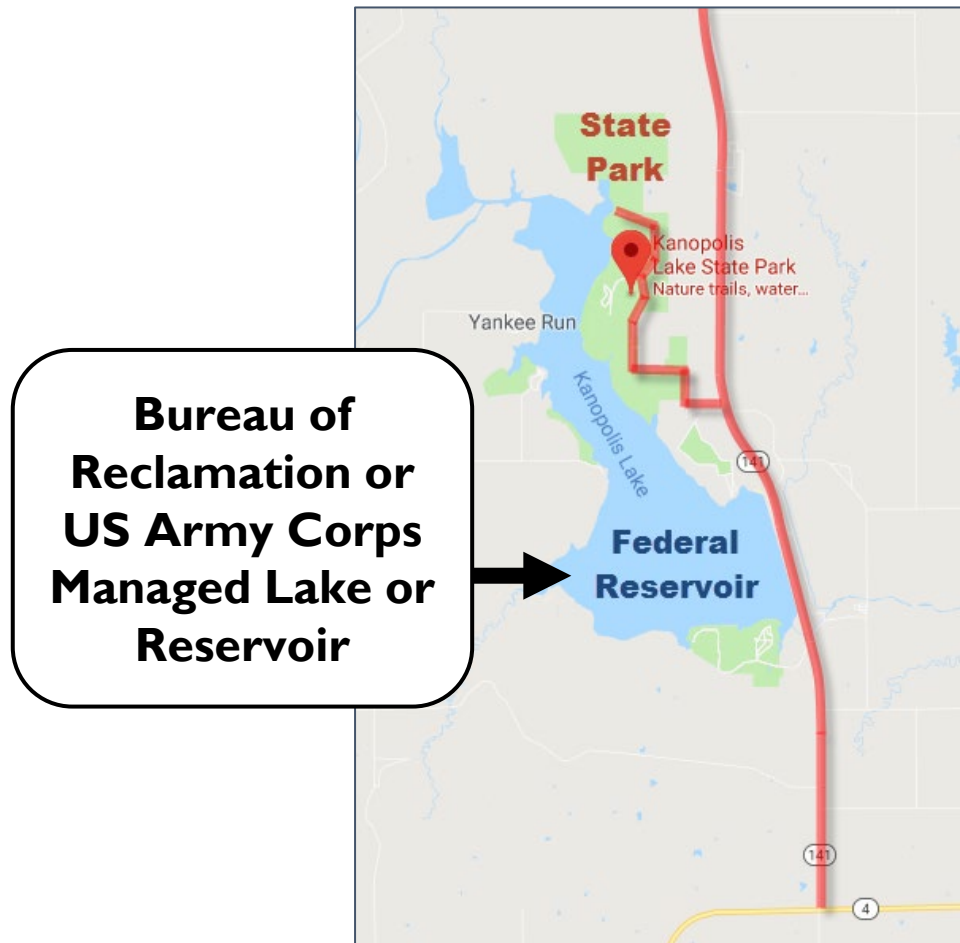 State
Park
Kanopolis
Lake State Park
Nature trails, water...
Yankee Run
Kanopolis Lake
Bureau of
Reclamation or
US Army Corps
Managed Lake or
Reservoir
141
Federal
Reservoir
141
4